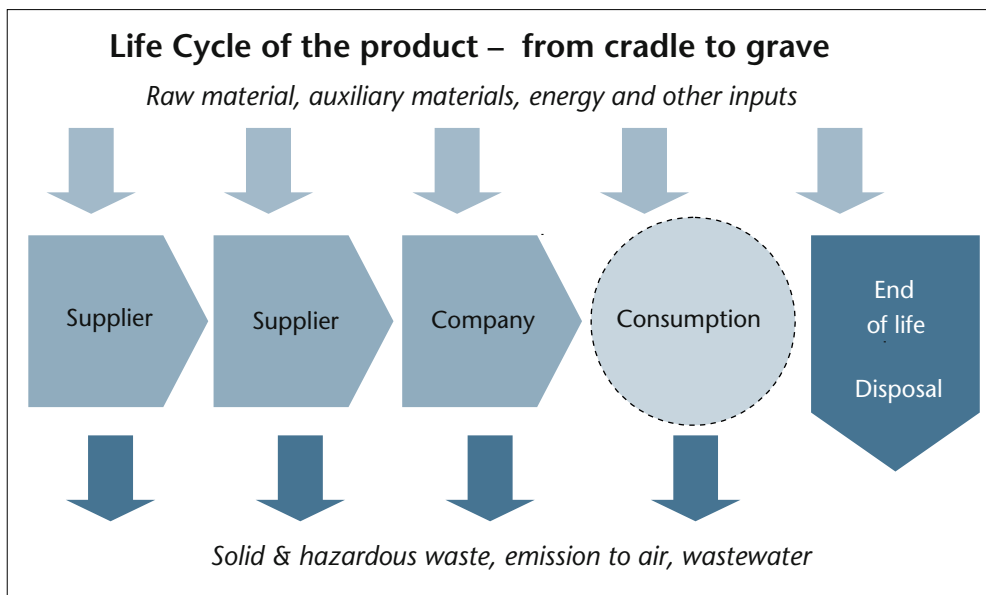 Life Cycle of the product – from cradle to grave
Raw material, auxiliary materials, energy and other inputs
Supplier
Supplier
Company
Consumption
End
of life
Disposal
Solid & hazardous waste, emission to air, wastewater